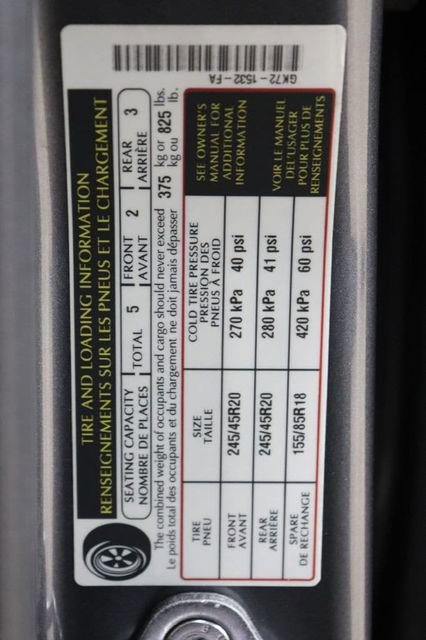 TIRE AND LOADING INFORMATION
RENSEIGNEMENTS SUR LES PNEUS ET LE CHARGEMENT
SEATING CAPACITY
NOMBRE DE PLACES
TOTAL 5
FRONT
AVANT 2
REAR
ARRIÈRE 3
The combined weight of occupants and cargo should never exceed 375 kg or 825 lbs.
Le poids total des occupants et du chargement ne doit jamais dépasser kg ou lb.
TIRE
PNEU
SIZE
TAILLE
COLD TIRE PRESSURE
PRESSION DES
PNEUS À FROID
FRONT
AVANT
245/45R20
270 kPa 40 psi
REAR
ARRIÈRE
245/45R20
280 kPa 41 psi
SPARE
DE RECHANGE
155/85R18
420 kPa 60 psi
SEE OWNER'S
MANUAL FOR
ADDITIONAL
INFORMATION
VOIR LE MANUEL
DE L'USAGER
POUR PLUS DE
RENSEIGNEMENTS
GK72-1532-FA